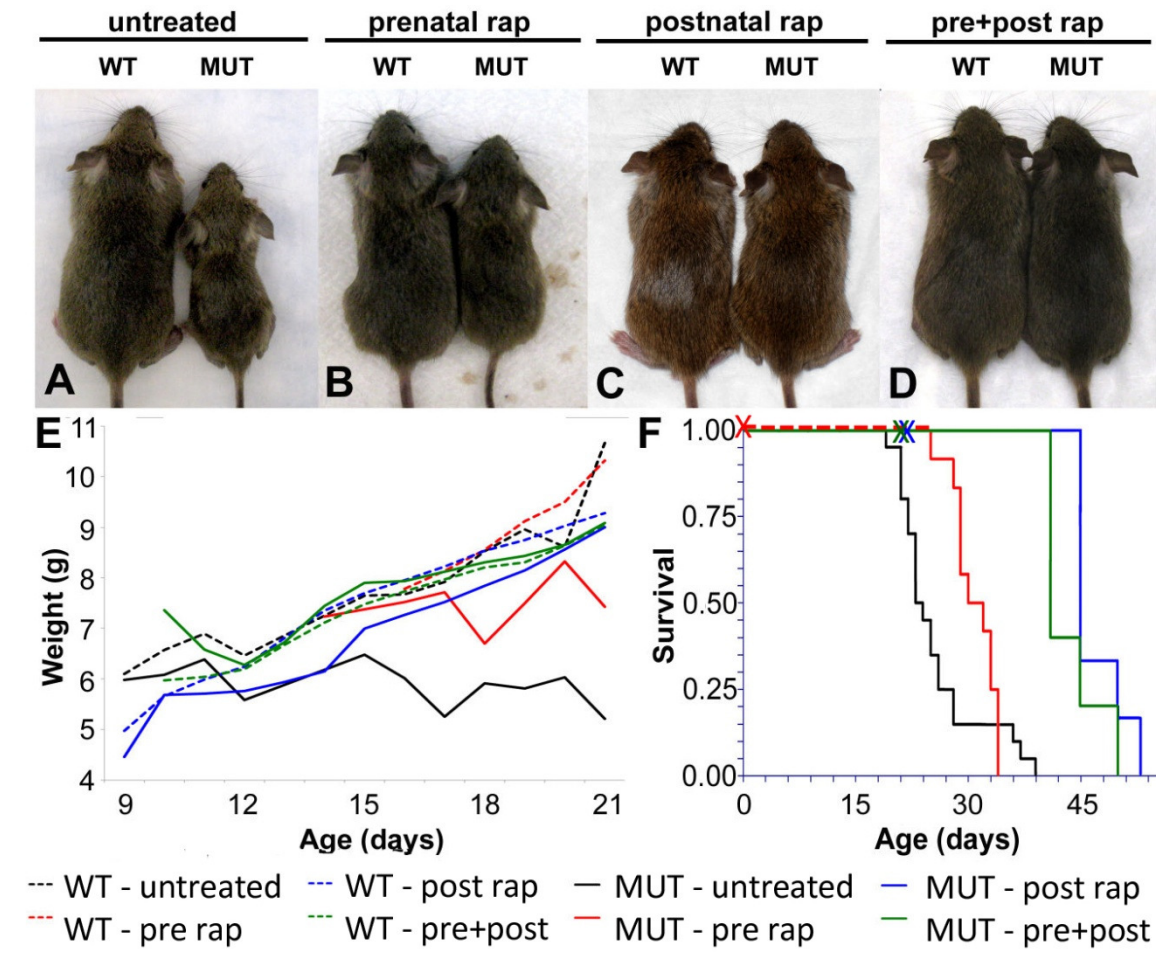 untreated prenatal rap postnatal rap pre+post rap
WT MUT WT MUT WT MUT WT MUT
A B C D
E
11
10
9
8
7
6
5
4
Weight (g)
9 12 15 18 21
Age (days)
F
1.00
0.75
0.50
0.25
0.00
Survival
0 15 30 45
Age (days)
WT - untreated WT - post rap MUT - untreated MUT - post rap
WT - pre rap WT - pre+post MUT - pre rap MUT - pre+post